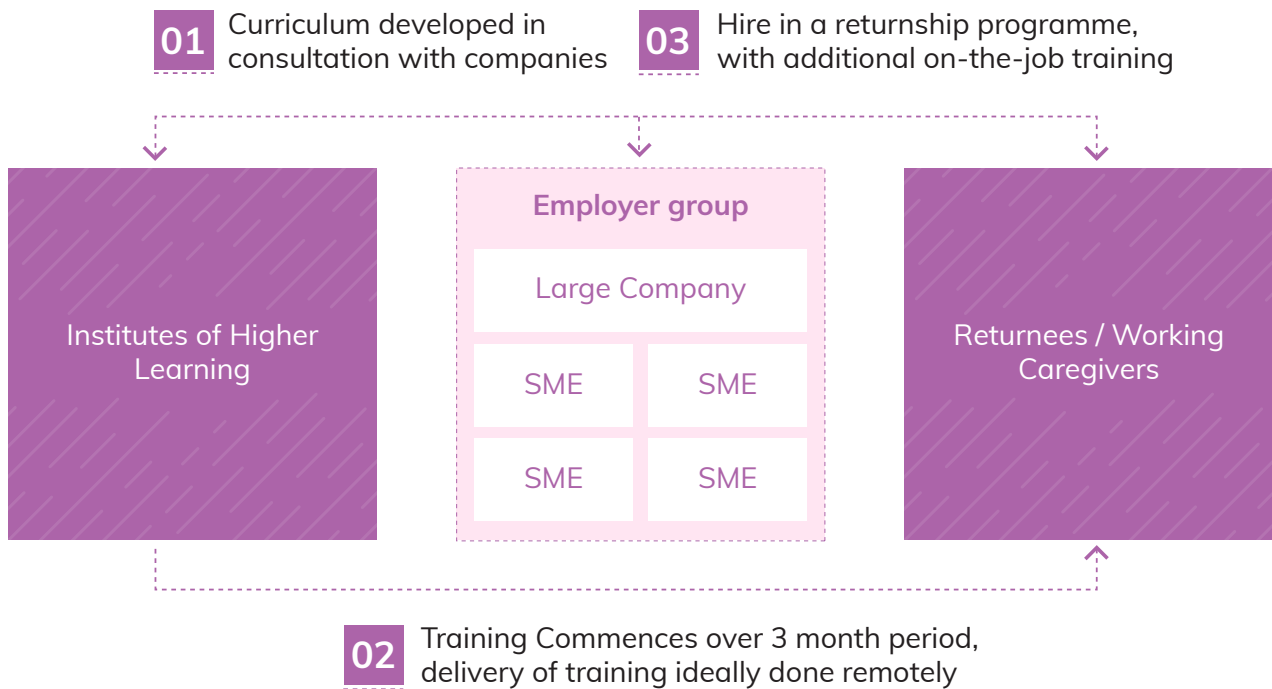 01
Curriculum developed in
consultation with companies
03
Hire in a returnship programme,
with additional on-the-job training
Institutes of Higher
Learning
Employer group
Large Company
SME
SME
SME
SME
Returnees / Working
Caregivers
02
Training Commences over 3 month period,
delivery of training ideally done remotely